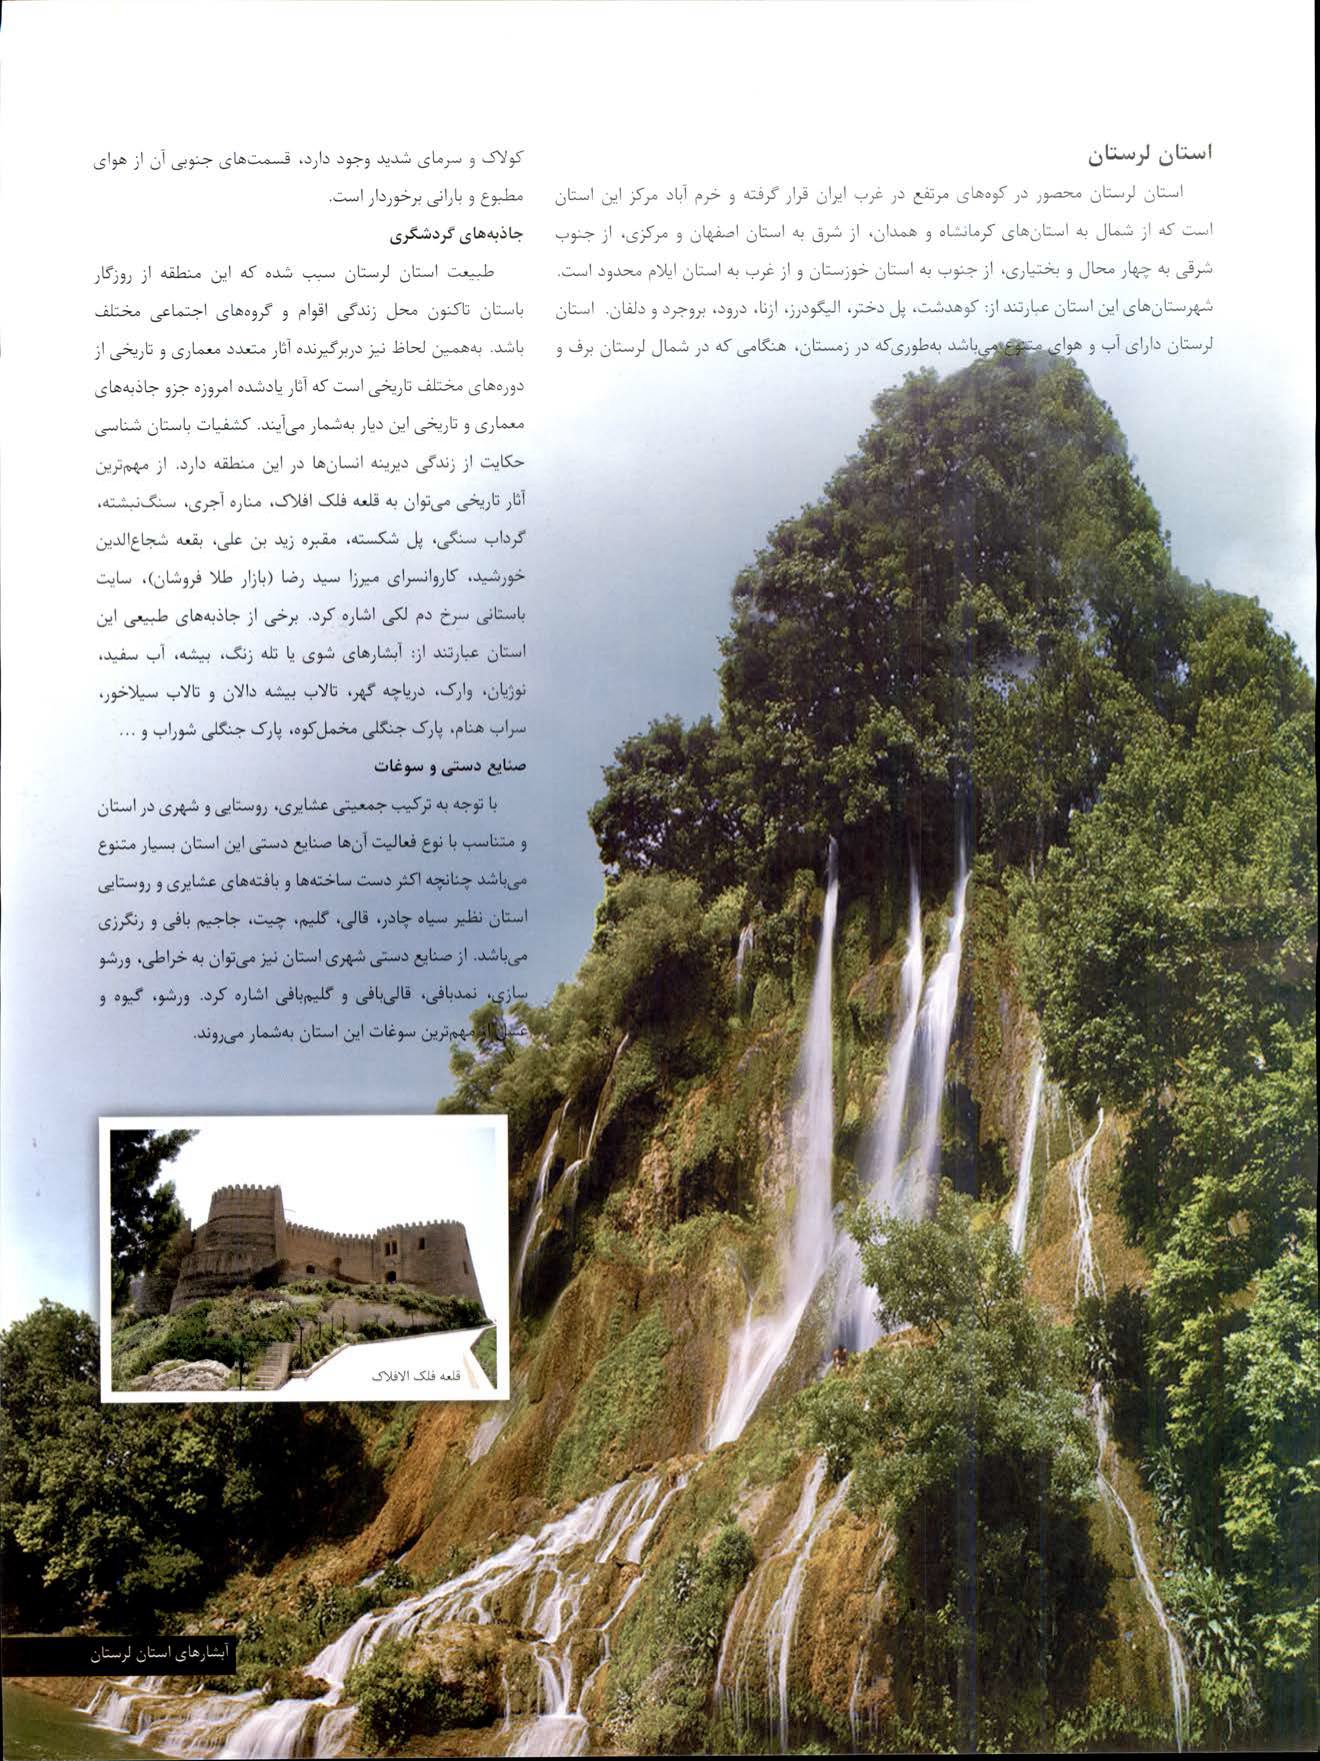 استان لرستان
استان لرستان محصور در کوه‌های مرتفع در غرب ایران قرار گرفته و خرم آباد مرکز این استان
است که از شمال به استان‌های کرمانشاه و همدان، از شرق به استان اصفهان و مرکزی، از جنوب
شرقی به چهار محال و بختیاری، از جنوب به استان خوزستان و از غرب به استان ایلام محدود است.
شهرستان‌های این استان عبارتند از: کوهدشت، پل دختر، الیگودرز، ازنا، درود، بروجرد و دلفان. استان
لرستان دارای آب و هوای متنوع می‌باشد به‌طوری‌که در زمستان، هنگامی که در شمال لرستان برف و
کولاک و سرمای شدید وجود دارد، قسمت‌های جنوبی آن از هوای
مطبوع و بارانی برخوردار است.
جاذبه‌های گردشگری
طبیعت استان لرستان سبب شده که این منطقه از روزگار
باستان تاکنون محل زندگی اقوام و گروه‌های اجتماعی مختلف
باشد. به‌همین لحاظ نیز دربرگیرنده آثار متعدد معماری و تاریخی از
دوره‌های مختلف تاریخی است که آثار یادشده امروزه جزو جاذبه‌های
معماری و تاریخی این دیار به‌شمار می‌آیند. کشفیات باستان شناسی
حکایت از زندگی دیرینه انسان‌ها در این منطقه دارد. از مهم‌ترین
آثار تاریخی می‌توان به قلعه فلک افلاک، مناره آجری، سنگ‌نبشته،
گرداب سنگی، پل شکسته، مقبره زید بن علی، بقعه شجاع‌الدین
خورشید، کاروانسرای میرزا سید رضا (بازار طلا فروشان)، سایت
باستانی سرخ دم لکی اشاره کرد. برخی از جاذبه‌های طبیعی این
استان عبارتند از: آبشارهای شوی یا تله زنگ، بیشه، آب سفید،
نوژیان، وارک، دریاچه گهر، تالاب بیشه دالان و تالاب سیلاخور،
سراب هنام، پارک جنگلی مخمل‌کوه، پارک جنگلی شوراب و ...
صنایع دستی و سوغات
با توجه به ترکیب جمعیتی عشایری، روستایی و شهری در استان
و متناسب با نوع فعالیت آن‌ها صنایع دستی این استان بسیار متنوع
می‌باشد چنانچه اکثر دست ساخته‌ها و بافته‌های عشایری و روستایی
استان نظیر سیاه چادر، قالی، گلیم، چیت، جاجیم بافی و رنگرزی
می‌باشد. از صنایع دستی شهری استان نیز می‌توان به خراطی، ورشو
سازی، نمدبافی، قالی‌بافی و گلیم‌بافی اشاره کرد. ورشو، گیوه و
عسل از مهم‌ترین سوغات این استان به‌شمار می‌روند.
قلعه فلک الافلاک
آبشارهای استان لرستان